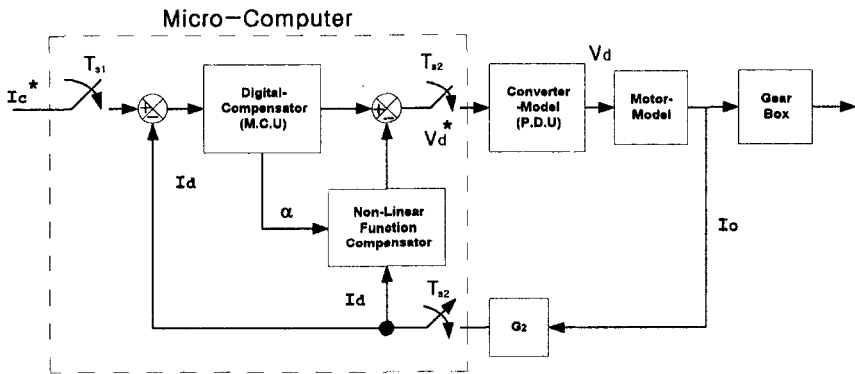 Micro-Computer
Ic*
Ts1
+
−
Digital-
Compensator
(M.C.U)
+
Ts2
Vd*
Converter
-Model
(P.D.U)
Vd
Motor-
Model
Gear
Box
Id
α
Non-Linear
Function
Compensator
Io
Id
Ts2
G2